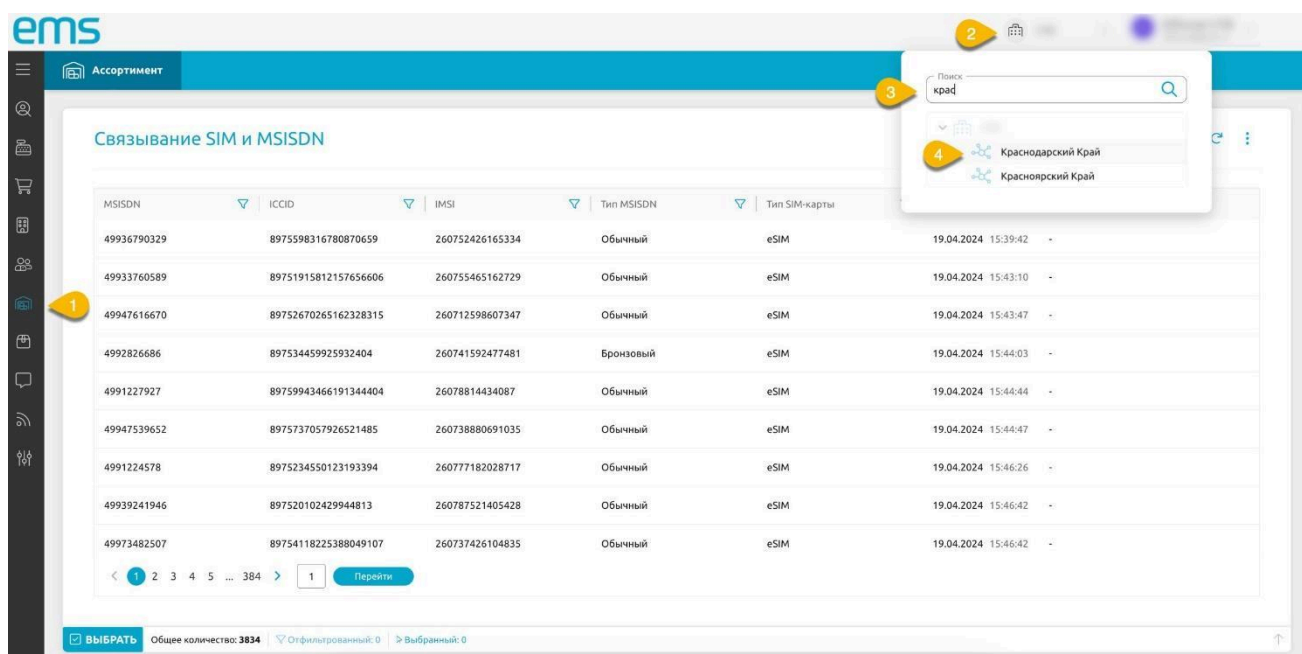 ems
2
Ассортимент
Поиск
крас
3
Связывание SIM и MSISDN
4
Краснодарский Край
Красноярский Край
MSISDN ICCID IMSI Тип MSISDN Тип SIM-карты
49936790329 8975598316780870659 260752426165334 Обычный eSIM 19.04.2024 15:39:42 -
49933760589 89751915812157656606 260755465162729 Обычный eSIM 19.04.2024 15:43:10 -
1
49947616670 89752670265162328315 260712598607347 Обычный eSIM 19.04.2024 15:43:47 -
4992826686 897534459925932404 260741592477481 Бронзовый eSIM 19.04.2024 15:44:03 -
4991227927 89759943466191344404 26078814434087 Обычный eSIM 19.04.2024 15:44:44 -
49947539652 8975737057926521485 260738880691035 Обычный eSIM 19.04.2024 15:44:47 -
4991224578 8975234550123193394 260777182028717 Обычный eSIM 19.04.2024 15:46:26 -
49939241946 897520102429944813 260787521405428 Обычный eSIM 19.04.2024 15:46:42 -
49973482507 89754118225388049107 260737426104835 Обычный eSIM 19.04.2024 15:46:42 -
< 1 2 3 4 5 ... 384 > 1 Перейти
ВЫБРАТЬ Общее количество: 3834 Отфильтрованный: 0 Выбранный: 0